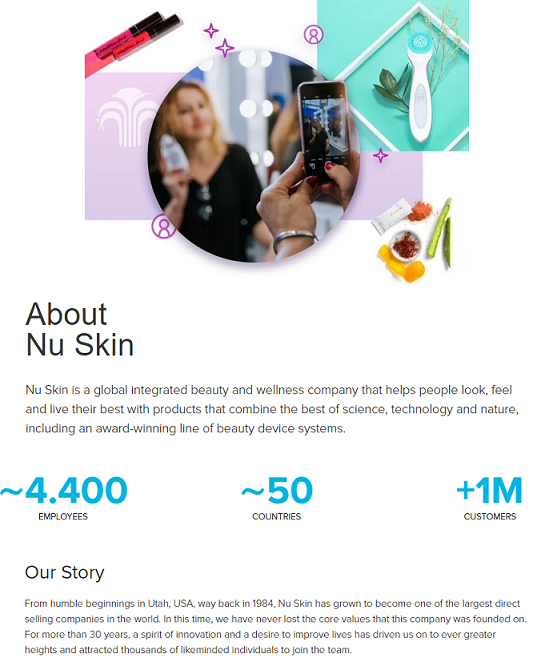 About
Nu Skin
Nu Skin is a global integrated beauty and wellness company that helps people look, feel
and live their best with products that combine the best of science, technology and nature,
including an award-winning line of beauty device systems.
~4.400
~50
+1M
EMPLOYEES
COUNTRIES
CUSTOMERS
Our Story
From humble beginnings in Utah, USA, way back in 1984, Nu Skin has grown to become one of the largest direct
selling companies in the world. In this time, we have never lost the core values that this company was founded on.
For more than 30 years, a spirit of innovation and a desire to improve lives has driven us on to ever greater
heights and attracted thousands of likeminded individuals to join the team.